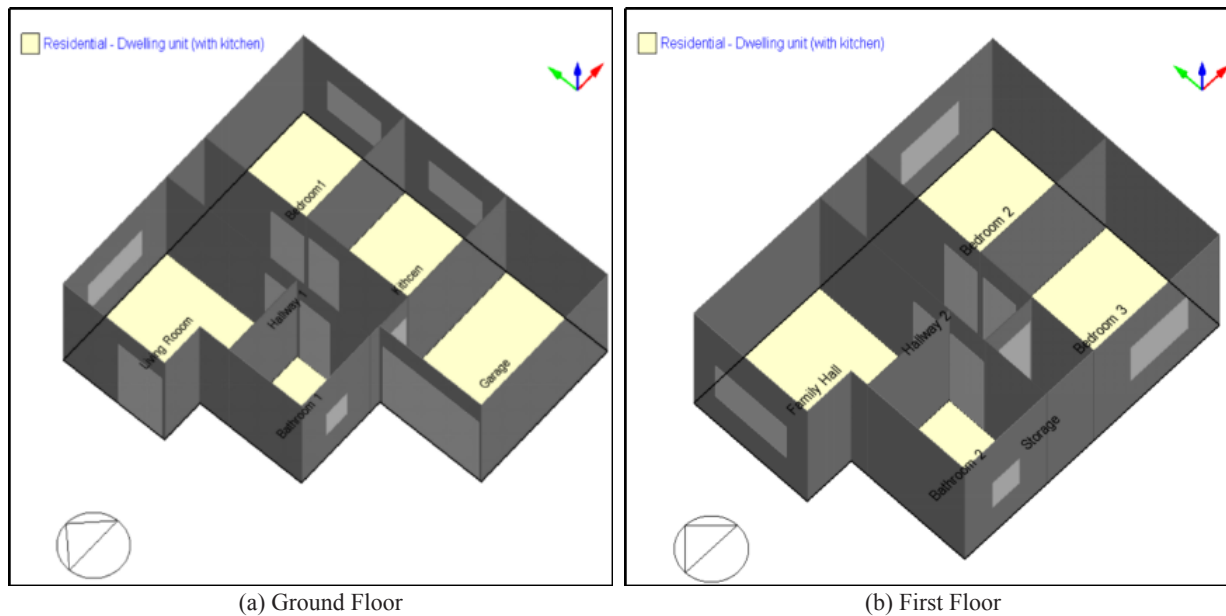 Residential - Dwelling unit (with kitchen)
Bedroom1
Kithcen
Hallway 1
Living Rooom
Garage
Bathroom 1
(a) Ground Floor
Residential - Dwelling unit (with kitchen)
Bedroom 2
Bedroom 3
Hallway 2
Family Hall
Storage
Bathroom 2
(b) First Floor